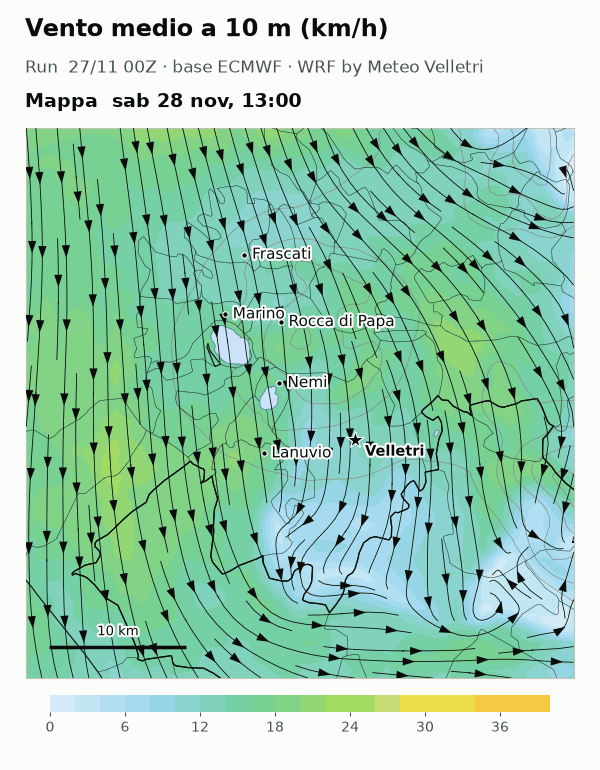 Vento medio a 10 m (km/h)
Run  27/11 00Z · base ECMWF · WRF by Meteo Velletri
Mappa  sab 28 nov, 13:00
Frascati
Marino
Rocca di Papa
Nemi
Velletri
Lanuvio
10 km
0 6 12 18 24 30 36